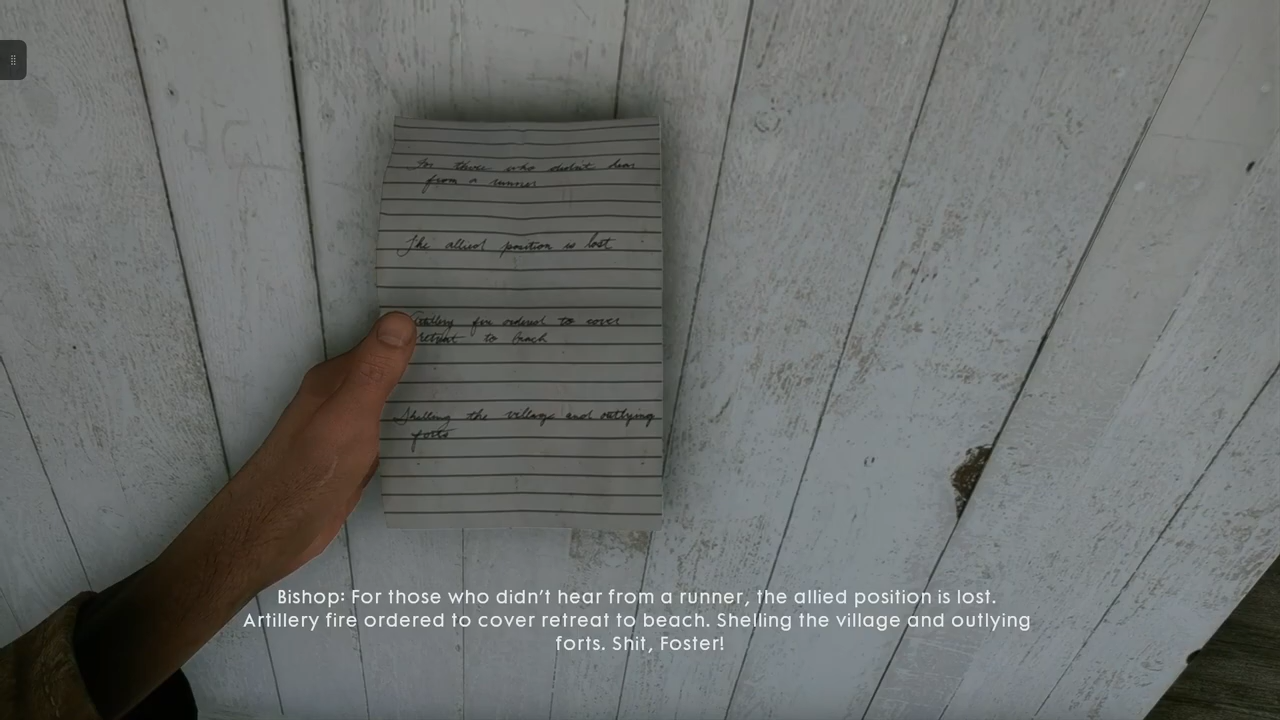 For those who didn't hear
from a runner
The allied position is lost
Artillery fire ordered to cover
retreat to beach
Shelling the village and outlying
forts
Bishop: For those who didn't hear from a runner, the allied position is lost.
Artillery fire ordered to cover retreat to beach. Shelling the village and outlying
forts. Shit, Foster!